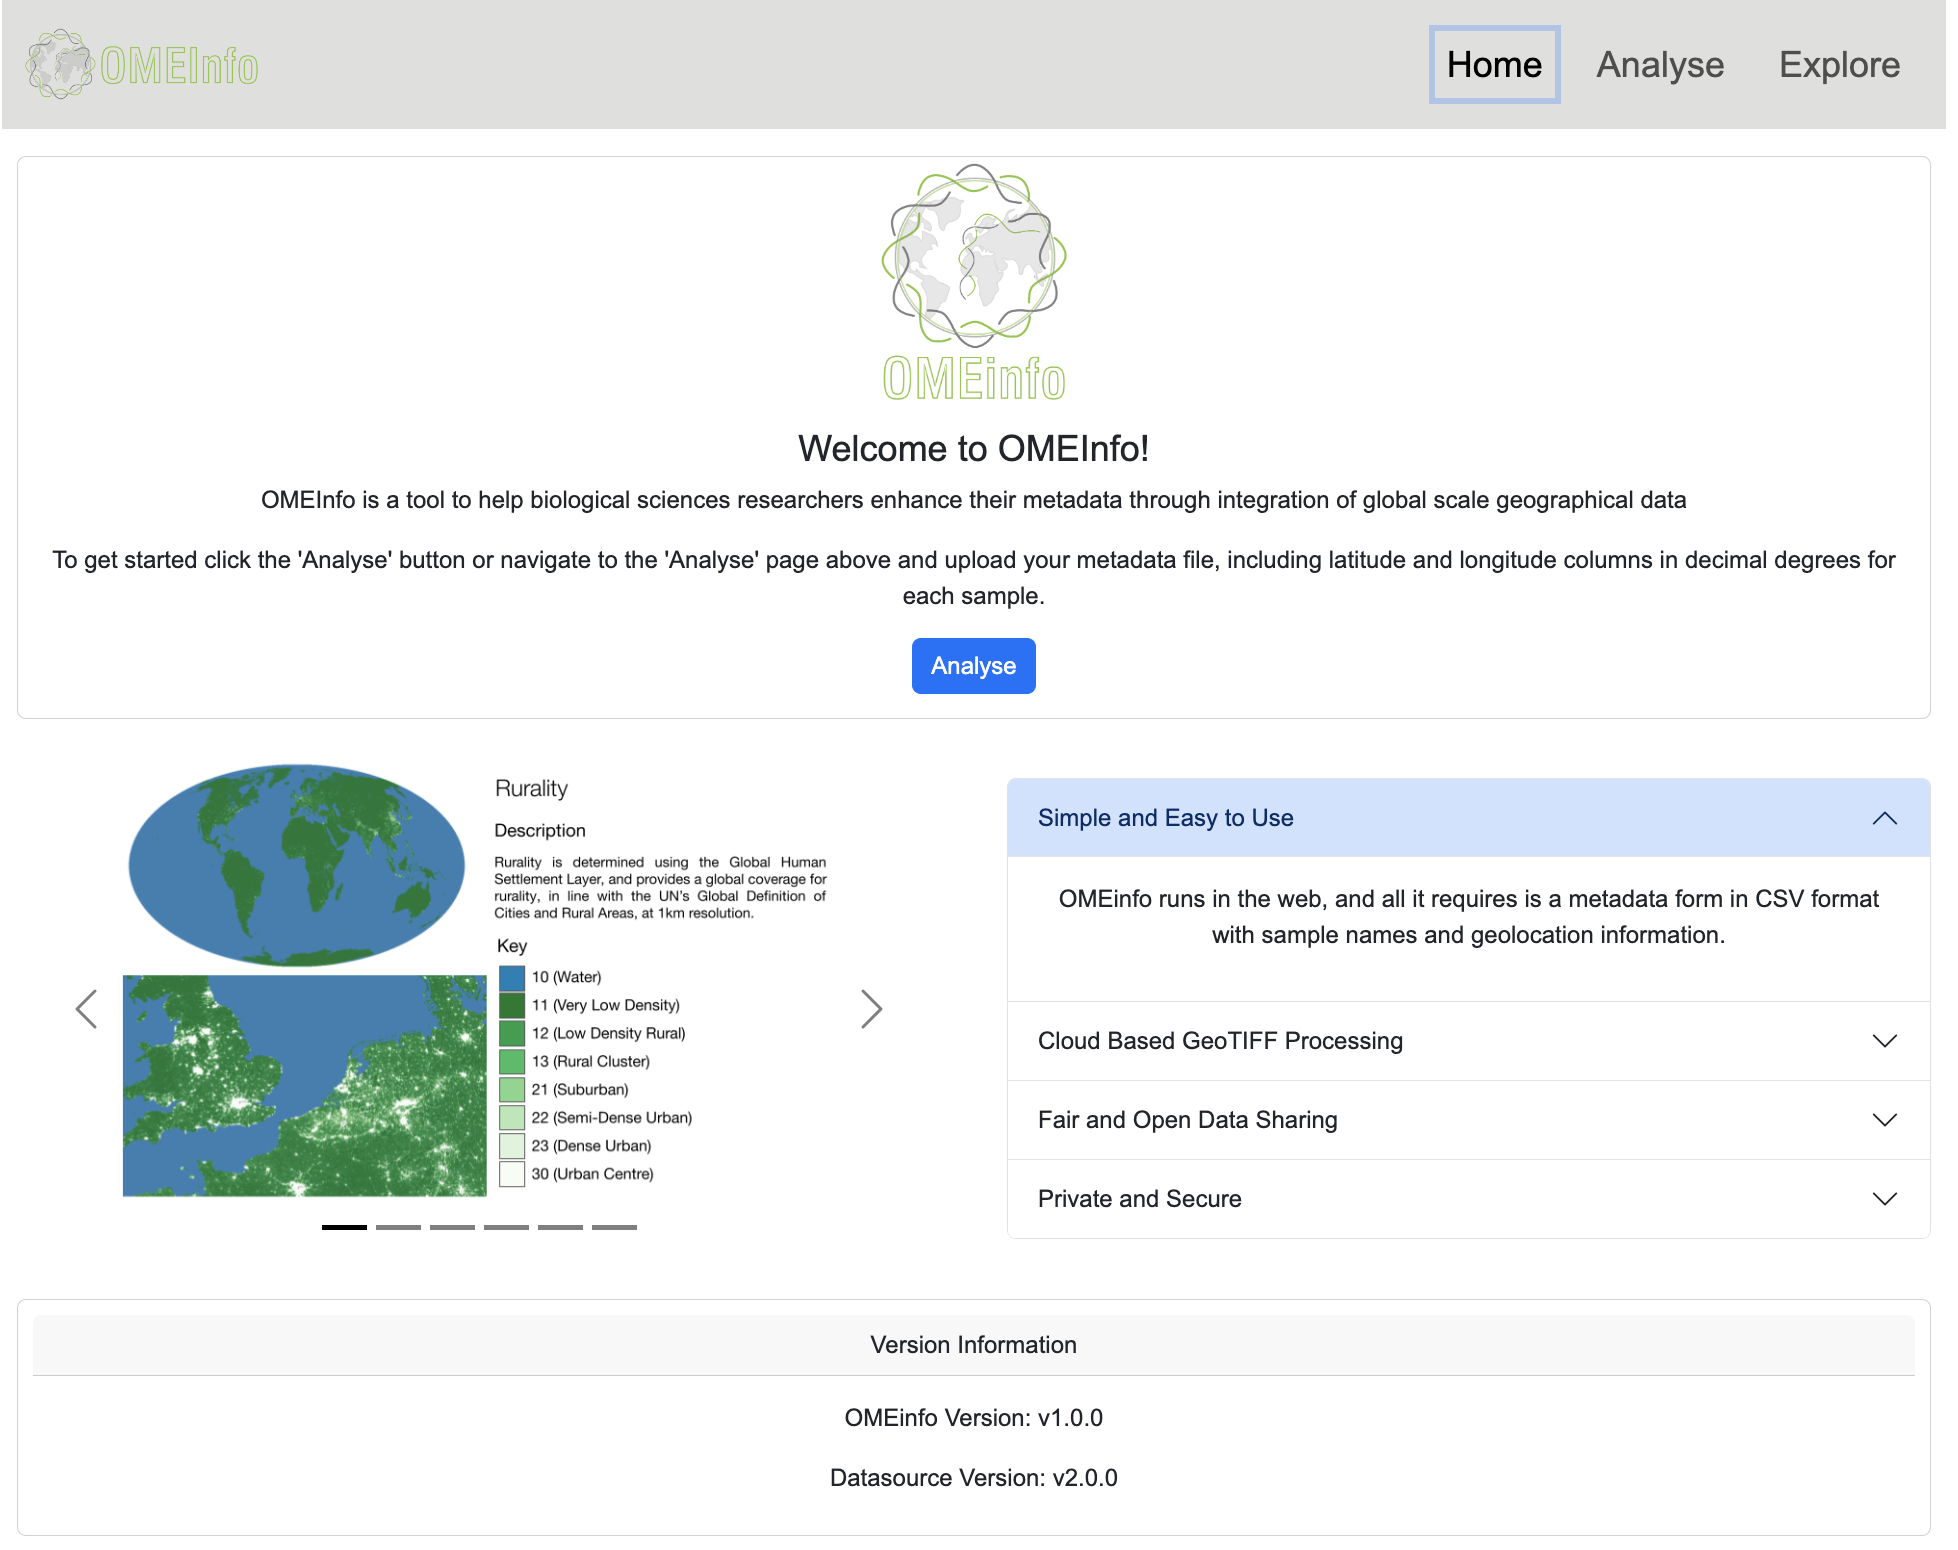 OMEInfo
Home
Analyse
Explore
OMEinfo
Welcome to OMEInfo!
OMEInfo is a tool to help biological sciences researchers enhance their metadata through integration of global scale geographical data
To get started click the 'Analyse' button or navigate to the 'Analyse' page above and upload your metadata file, including latitude and longitude columns in decimal degrees for
each sample.
Analyse
Rurality
Description
Rurality is determined using the Global Human
Settlement Layer, and provides a global coverage for
rurality, in line with the UN's Global Definition of
Cities and Rural Areas, at 1km resolution.
Key
10 (Water)
11 (Very Low Density)
12 (Low Density Rural)
13 (Rural Cluster)
21 (Suburban)
22 (Semi-Dense Urban)
23 (Dense Urban)
30 (Urban Centre)
Simple and Easy to Use
OMEinfo runs in the web, and all it requires is a metadata form in CSV format
with sample names and geolocation information.
Cloud Based GeoTIFF Processing
Fair and Open Data Sharing
Private and Secure
Version Information
OMEinfo Version: v1.0.0
Datasource Version: v2.0.0